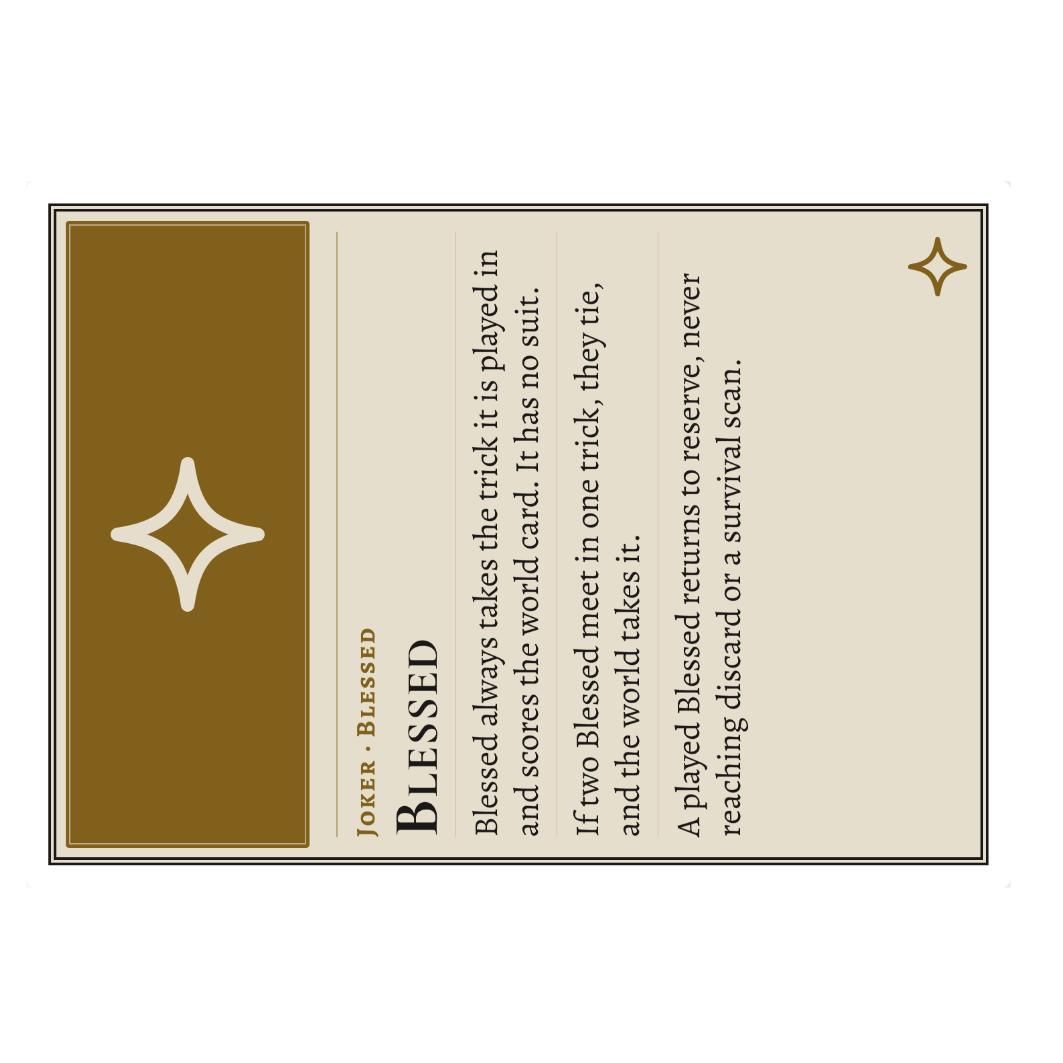 Joker · Blessed
Blessed
Blessed always takes the trick it is played in
and scores the world card. It has no suit.
If two Blessed meet in one trick, they tie,
and the world takes it.
A played Blessed returns to reserve, never
reaching discard or a survival scan.